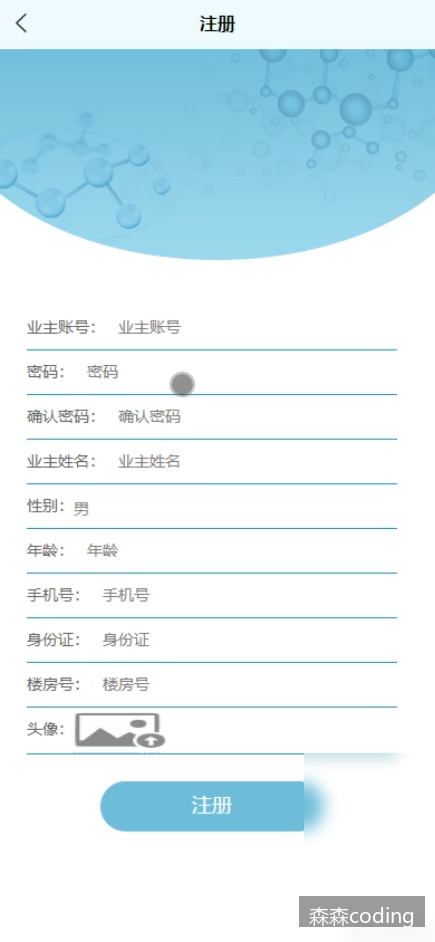 注册
业主账号： 业主账号
密码： 密码
确认密码： 确认密码
业主姓名： 业主姓名
性别：男
年龄： 年龄
手机号： 手机号
身份证： 身份证
楼房号： 楼房号
头像：
注册
森森coding